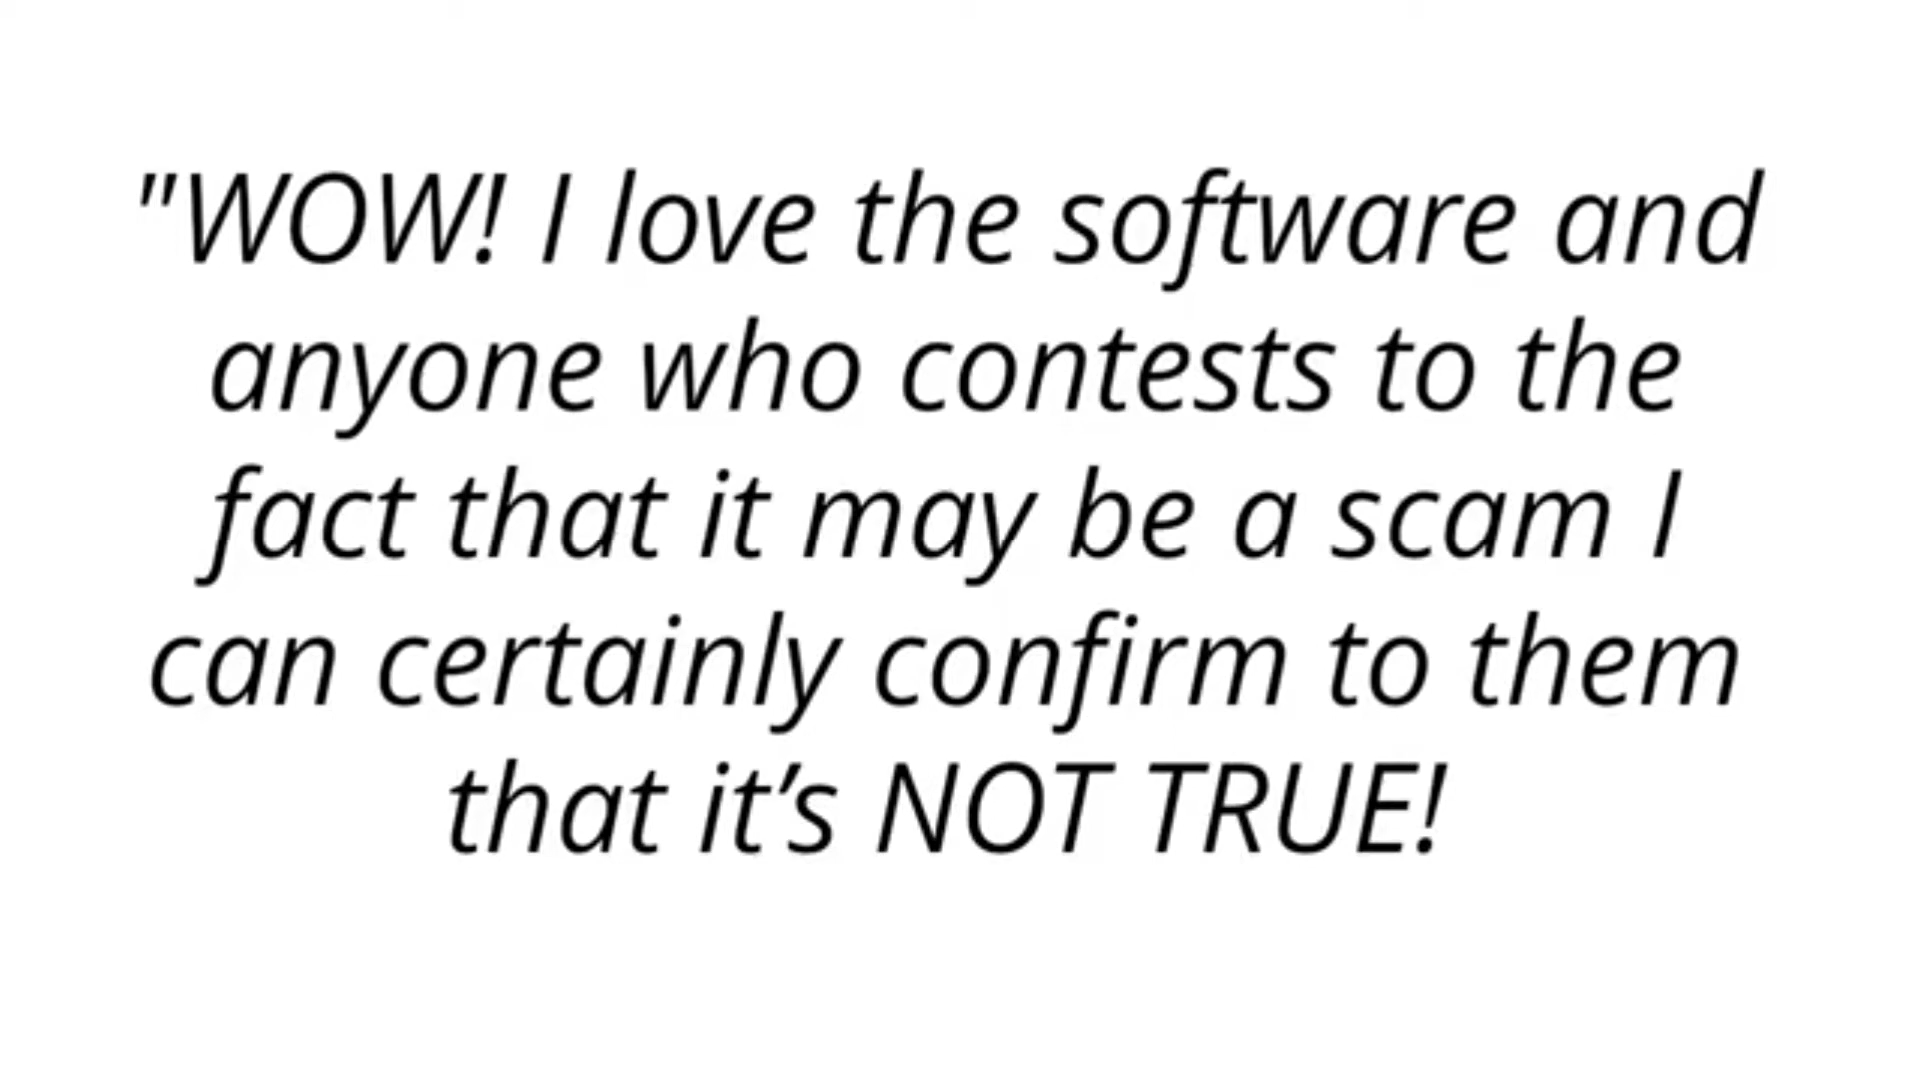 "WOW! I love the software and
anyone who contests to the
fact that it may be a scam I
can certainly confirm to them
that it’s NOT TRUE!